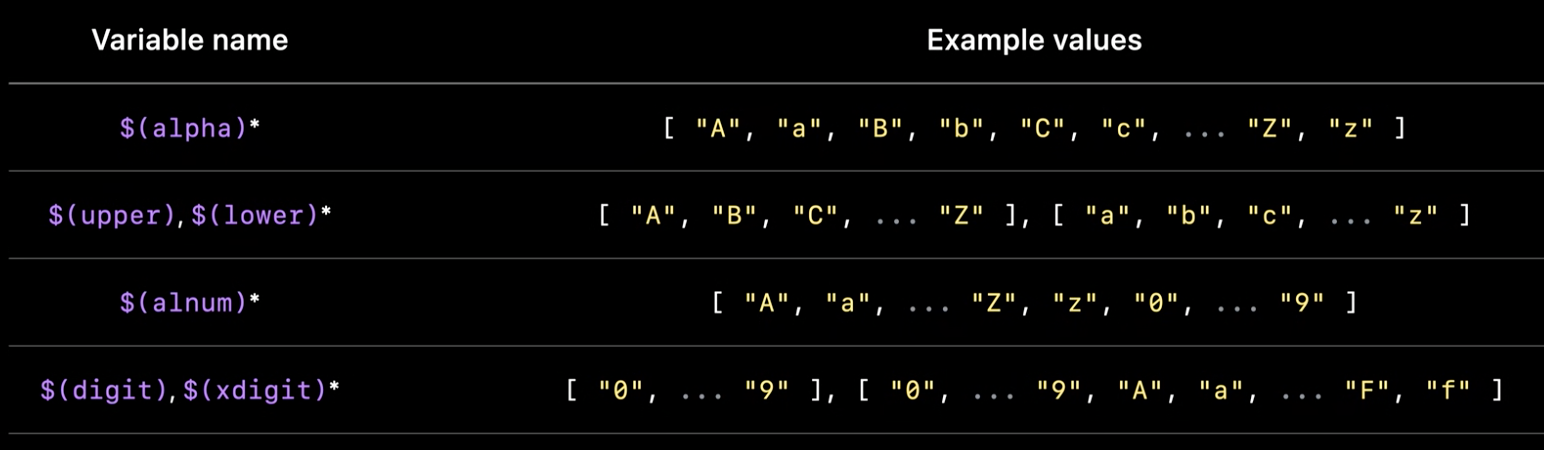 Variable name Example values
$(alpha)* [ "A", "a", "B", "b", "C", "c", ... "Z", "z" ]
$(upper),$(lower)* [ "A", "B", "C", ... "Z" ], [ "a", "b", "c", ... "z" ]
$(alnum)* [ "A", "a", ... "Z", "z", "0", ... "9" ]
$(digit),$(xdigit)* [ "0", ... "9" ], [ "0", ... "9", "A", "a", ... "F", "f" ]